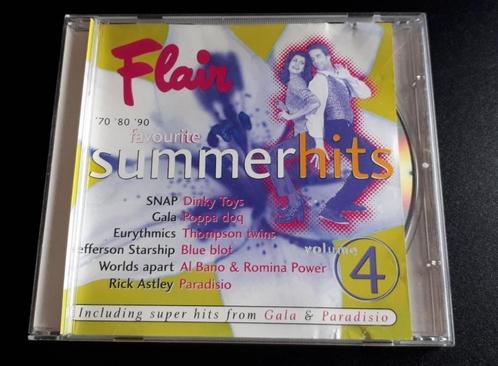 Flair
'70 '80 '90
favourite
summerhits
SNAP Dinky Toys
Gala Poppa doq
Eurythmics Thompson twins
efferson Starship Blue blot
Worlds apart Al Bano & Romina Power
Rick Astley Paradisio
volume
4
Including super hits from Gala & Paradisio